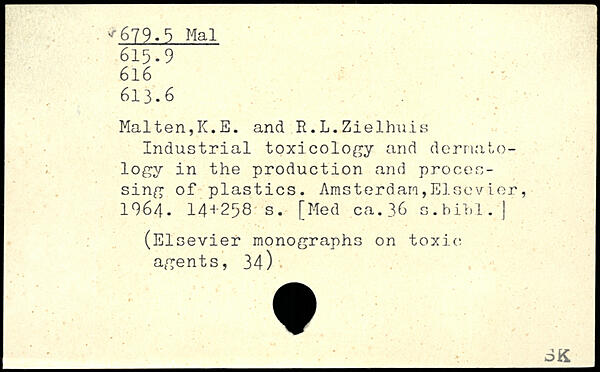 679.5 Mal
615.9
616
613.6
Malten,K.E. and R.L.Zielhuis
Industrial toxicology and dermato-
logy in the production and proces-
sing of plastics. Amsterdam,Elsevier,
1964. 14+258 s. [Med ca.36 s.bibl.]
(Elsevier monographs on toxic
agents, 34)
SK